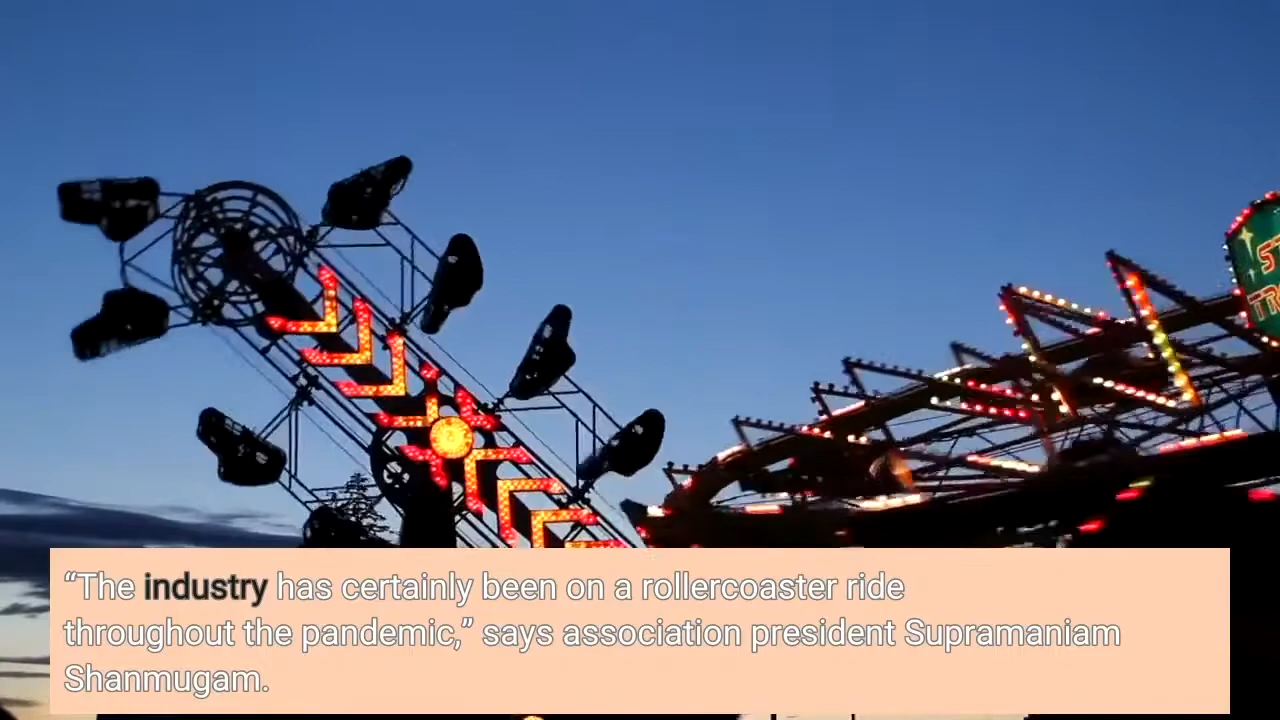 “The industry has certainly been on a rollercoaster ride
throughout the pandemic,” says association president Supramaniam
Shanmugam.